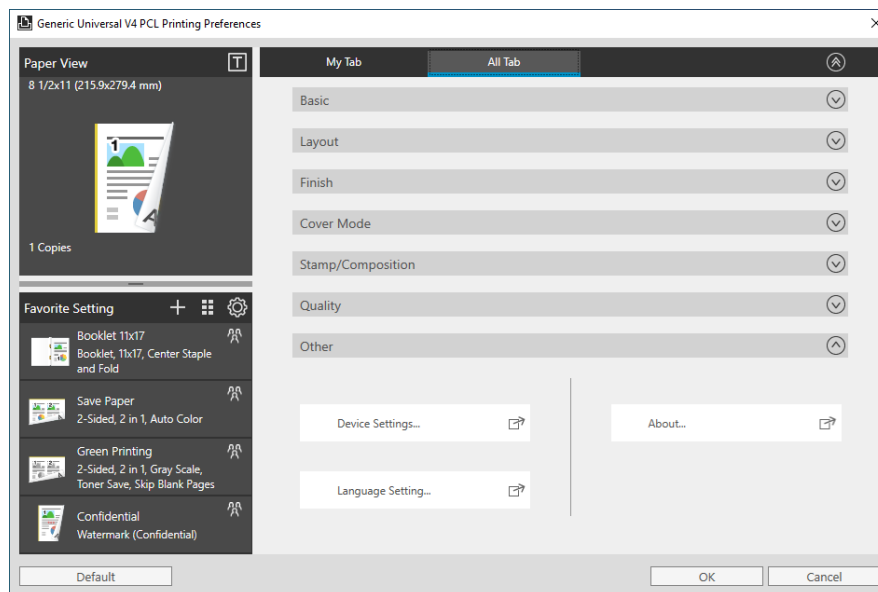 Generic Universal V4 PCL Printing Preferences
Paper View
T
8 1/2x11 (215.9x279.4 mm)
1
A
1 Copies
Favorite Setting
Booklet 11x17
Booklet, 11x17, Center Staple
and Fold
Save Paper
2-Sided, 2 in 1, Auto Color
Green Printing
2-Sided, 2 in 1, Gray Scale,
Toner Save, Skip Blank Pages
Confidential
Watermark (Confidential)
My Tab
All Tab
Basic
Layout
Finish
Cover Mode
Stamp/Composition
Quality
Other
Device Settings...
About...
Language Setting...
Default
OK
Cancel